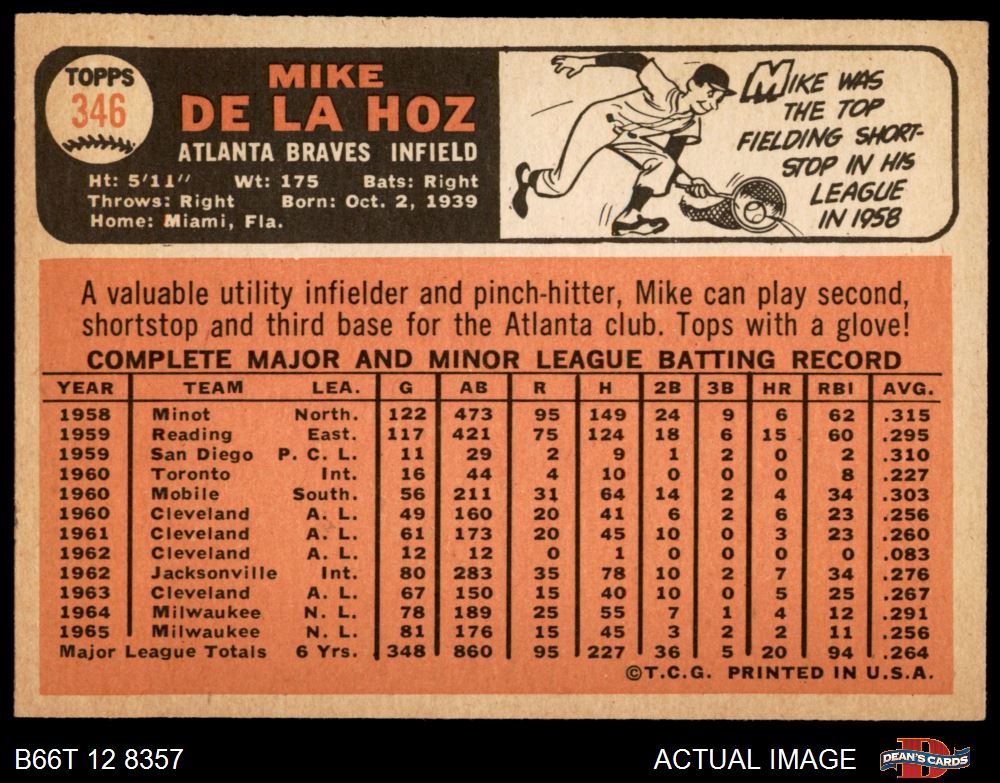 TOPPS
346
MIKE
DE LA HOZ
ATLANTA BRAVES INFIELD
Ht: 5'11" Wt: 175 Bats: Right
Throws: Right Born: Oct. 2, 1939
Home: Miami, Fla.
MIKE WAS
THE TOP
FIELDING SHORT-
STOP IN HIS
LEAGUE
IN 1958
A valuable utility infielder and pinch-hitter, Mike can play second,
shortstop and third base for the Atlanta club. Tops with a glove!
COMPLETE MAJOR AND MINOR LEAGUE BATTING RECORD
YEAR TEAM LEA. G AB R H 2B 3B HR RBI AVG.
1958 Minot North. 122 473 95 149 24 9 6 62 .315
1959 Reading East. 117 421 75 124 18 6 15 60 .295
1959 San Diego P. C. L. 11 29 2 9 1 2 0 2 .310
1960 Toronto Int. 16 44 4 10 0 0 0 8 .227
1960 Mobile South. 56 211 31 64 14 2 4 34 .303
1960 Cleveland A. L. 49 160 20 41 6 2 6 23 .256
1961 Cleveland A. L. 61 173 20 45 10 0 3 23 .260
1962 Cleveland A. L. 12 12 0 1 0 0 0 0 .083
1962 Jacksonville Int. 80 283 35 78 10 2 7 34 .276
1963 Cleveland A. L. 67 150 15 40 10 0 5 25 .267
1964 Milwaukee N. L. 78 189 25 55 7 1 4 12 .291
1965 Milwaukee N. L. 81 176 15 45 3 2 2 11 .256
Major League Totals 6 Yrs. 348 860 95 227 36 5 20 94 .264
©T.C.G. PRINTED IN U.S.A.
B66T 12 8357
ACTUAL IMAGE
DEAN'S CARDS